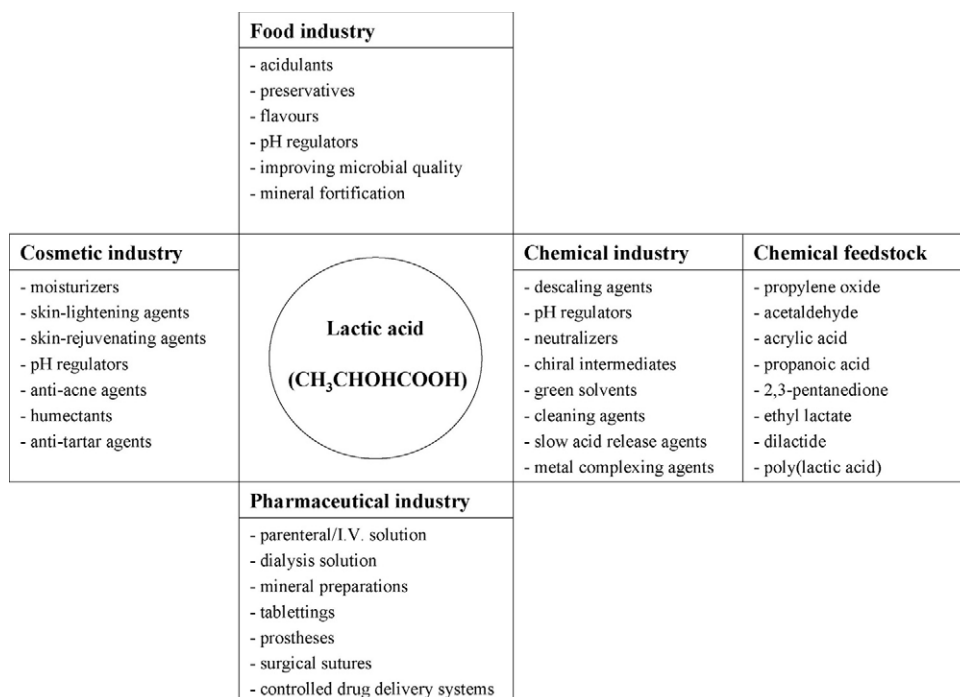 Food industry
- acidulants
- preservatives
- flavours
- pH regulators
- improving microbial quality
- mineral fortification
Cosmetic industry
- moisturizers
- skin-lightening agents
- skin-rejuvenating agents
- pH regulators
- anti-acne agents
- humectants
- anti-tartar agents
Lactic acid
(CH₃CHOHCOOH)
Chemical industry
- descaling agents
- pH regulators
- neutralizers
- chiral intermediates
- green solvents
- cleaning agents
- slow acid release agents
- metal complexing agents
Chemical feedstock
- propylene oxide
- acetaldehyde
- acrylic acid
- propanoic acid
- 2,3-pentanedione
- ethyl lactate
- dilactide
- poly(lactic acid)
Pharmaceutical industry
- parenteral/I.V. solution
- dialysis solution
- mineral preparations
- tablettings
- prostheses
- surgical sutures
- controlled drug delivery systems